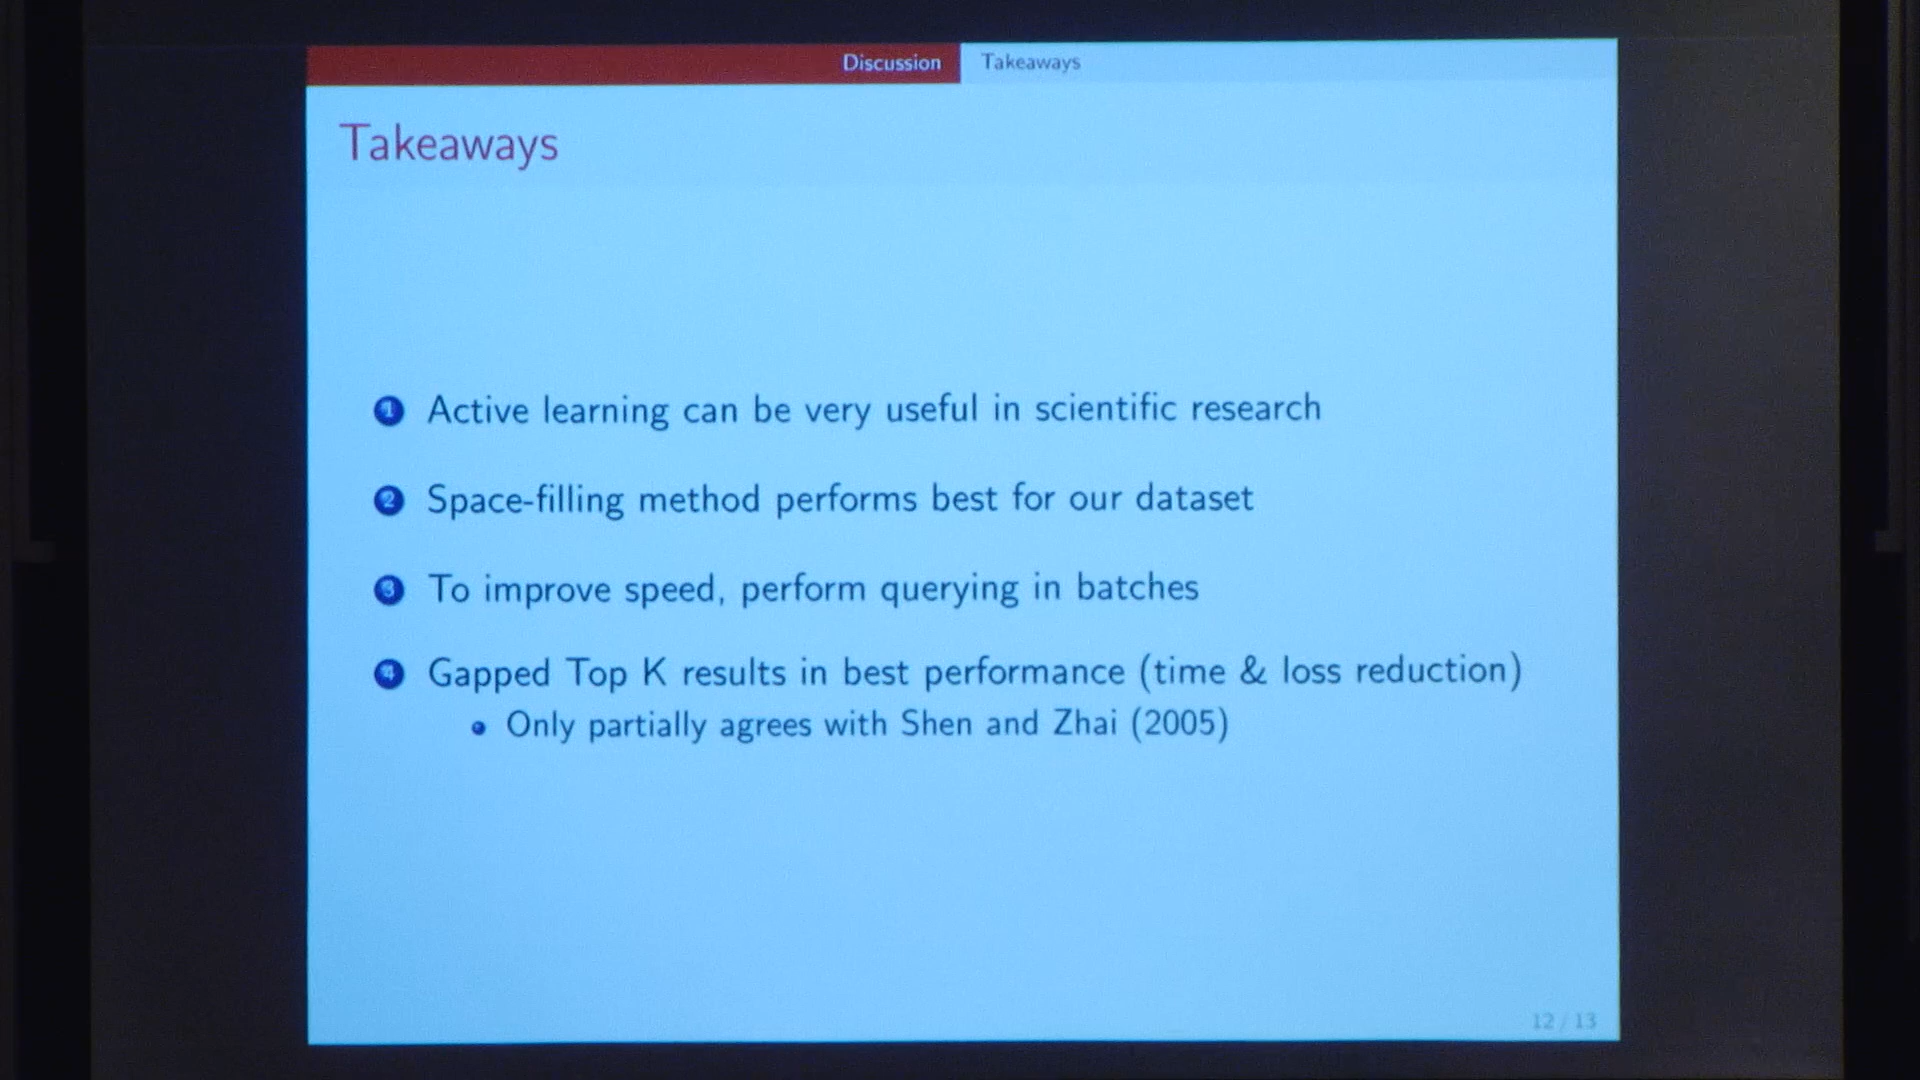 Discussion Takeaways
Takeaways
1 Active learning can be very useful in scientific research
2 Space-filling method performs best for our dataset
3 To improve speed, perform querying in batches
4 Gapped Top K results in best performance (time & loss reduction)
• Only partially agrees with Shen and Zhai (2005)
12 / 13